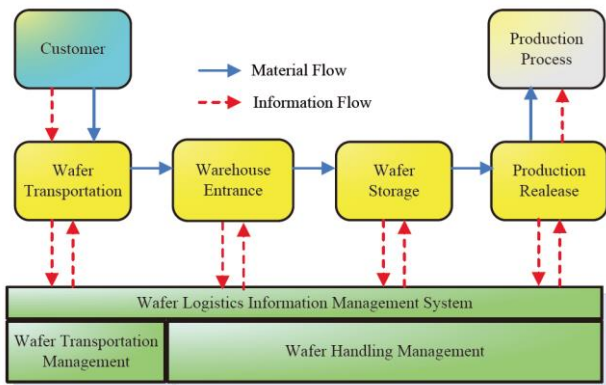 Customer
Production
Process
Material Flow
Information Flow
Wafer
Transportation
Warehouse
Entrance
Wafer
Storage
Production
Realease
Wafer Logistics Information Management System
Wafer Transportation
Management
Wafer Handling Management